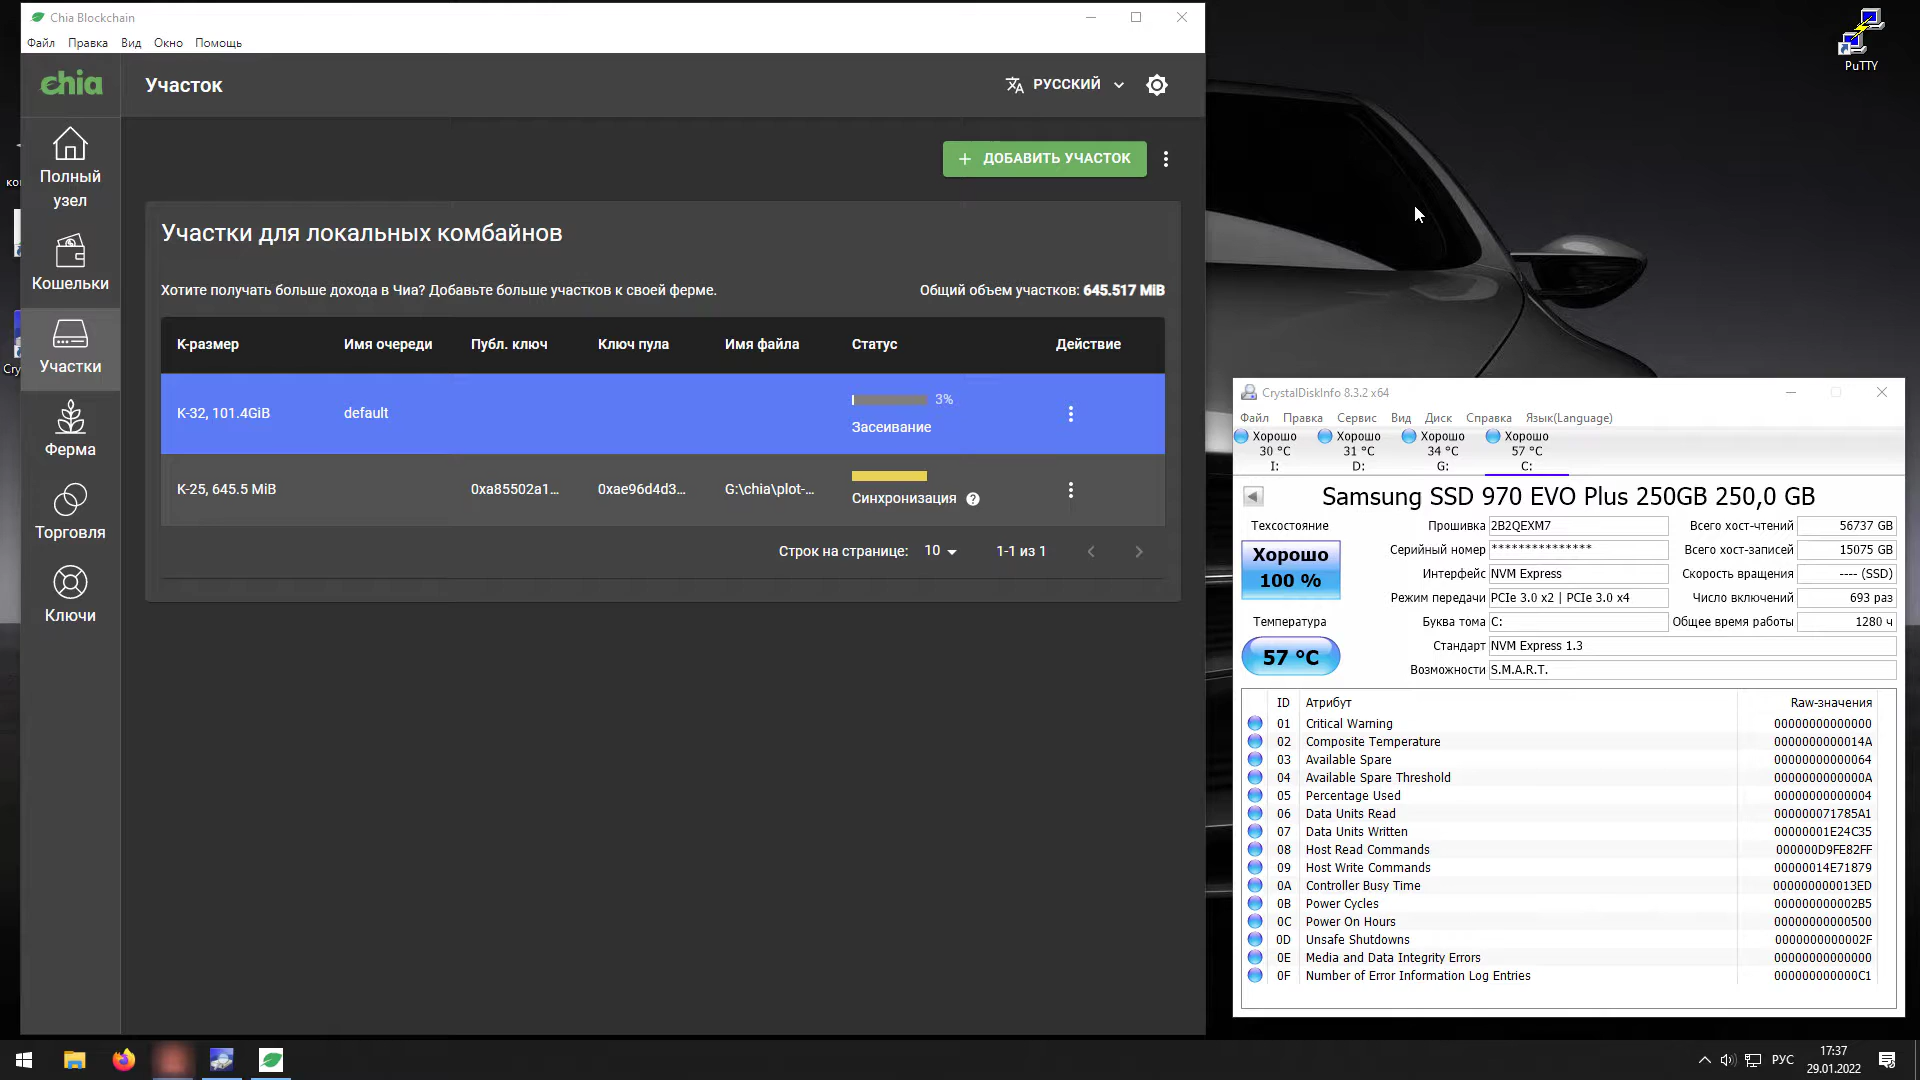 Chia Blockchain
Файл Правка Вид Окно Помощь
chia
Участок
РУССКИЙ
ДОБАВИТЬ УЧАСТОК
Полный
узел
Кошельки
Участки
Ферма
Торговля
Ключи
Участки для локальных комбайнов
Хотите получать больше дохода в Чиа? Добавьте больше участков к своей ферме.
Общий объем участков: 645.517 MiB
К-размер Имя очереди Публ. ключ Ключ пула Имя файла Статус Действие
K-32, 101.4GiB default 3%
Засеивание
K-25, 645.5 MiB 0xa85502a1... 0xae96d4d3... G:\chia\plot-...
Синхронизация ?
Строк на странице: 10 1-1 из 1
PuTTY
CrystalDiskInfo 8.3.2 x64
Файл Правка Сервис Вид Диск Справка Язык(Language)
Хорошо Хорошо Хорошо Хорошо
30 °C 31 °C 34 °C 57 °C
I: D: G: C:
Samsung SSD 970 EVO Plus 250GB 250,0 GB
Техсостояние
Хорошо
100 %
Температура
57 °C
Прошивка 2B2QEXM7
Серийный номер ***************
Интерфейс NVM Express
Режим передачи PCIe 3.0 x2 | PCIe 3.0 x4
Буква тома C:
Стандарт NVM Express 1.3
Возможности S.M.A.R.T.
Всего хост-чтений 56737 GB
Всего хост-записей 15075 GB
Скорость вращения ---- (SSD)
Число включений 693 раз
Общее время работы 1280 ч
ID Атрибут Raw-значения
01 Critical Warning 00000000000000
02 Composite Temperature 0000000000014A
03 Available Spare 00000000000064
04 Available Spare Threshold 0000000000000A
05 Percentage Used 00000000000004
06 Data Units Read 000000071785A1
07 Data Units Written 00000001E24C35
08 Host Read Commands 000000D9FE82FF
09 Host Write Commands 00000014E71879
0A Controller Busy Time 000000000013ED
0B Power Cycles 000000000002B5
0C Power On Hours 00000000000500
0D Unsafe Shutdowns 0000000000002F
0E Media and Data Integrity Errors 00000000000000
0F Number of Error Information Log Entries 000000000000C1
РУС
17:37
29.01.2022